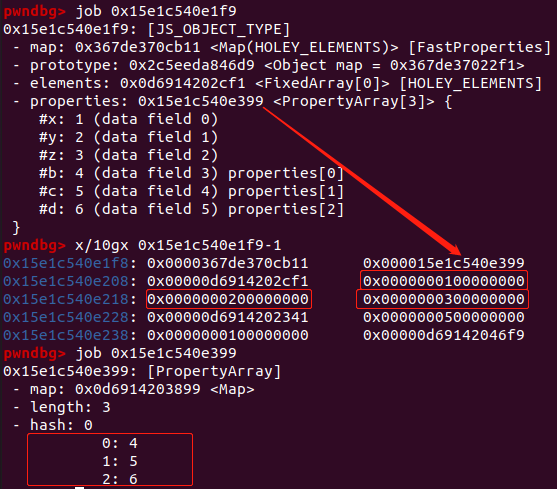 pwndbg> job 0x15e1c540e1f9
0x15e1c540e1f9: [JS_OBJECT_TYPE]
- map: 0x367de370cb11 <Map(HOLEY_ELEMENTS)> [FastProperties]
- prototype: 0x2c5eeda846d9 <Object map = 0x367de37022f1>
- elements: 0x0d6914202cf1 <FixedArray[0]> [HOLEY_ELEMENTS]
- properties: 0x15e1c540e399 <PropertyArray[3]> {
#x: 1 (data field 0)
#y: 2 (data field 1)
#z: 3 (data field 2)
#b: 4 (data field 3) properties[0]
#c: 5 (data field 4) properties[1]
#d: 6 (data field 5) properties[2]
}
pwndbg> x/10gx 0x15e1c540e1f9-1
0x15e1c540e1f8: 0x0000367de370cb11 0x000015e1c540e399
0x15e1c540e208: 0x00000d6914202cf1 0x0000000100000000
0x15e1c540e218: 0x0000000200000000 0x0000000300000000
0x15e1c540e228: 0x00000d6914202341 0x0000000500000000
0x15e1c540e238: 0x0000000100000000 0x00000d69142046f9
pwndbg> job 0x15e1c540e399
0x15e1c540e399: [PropertyArray]
- map: 0x0d6914203899 <Map>
- length: 3
- hash: 0
0: 4
1: 5
2: 6